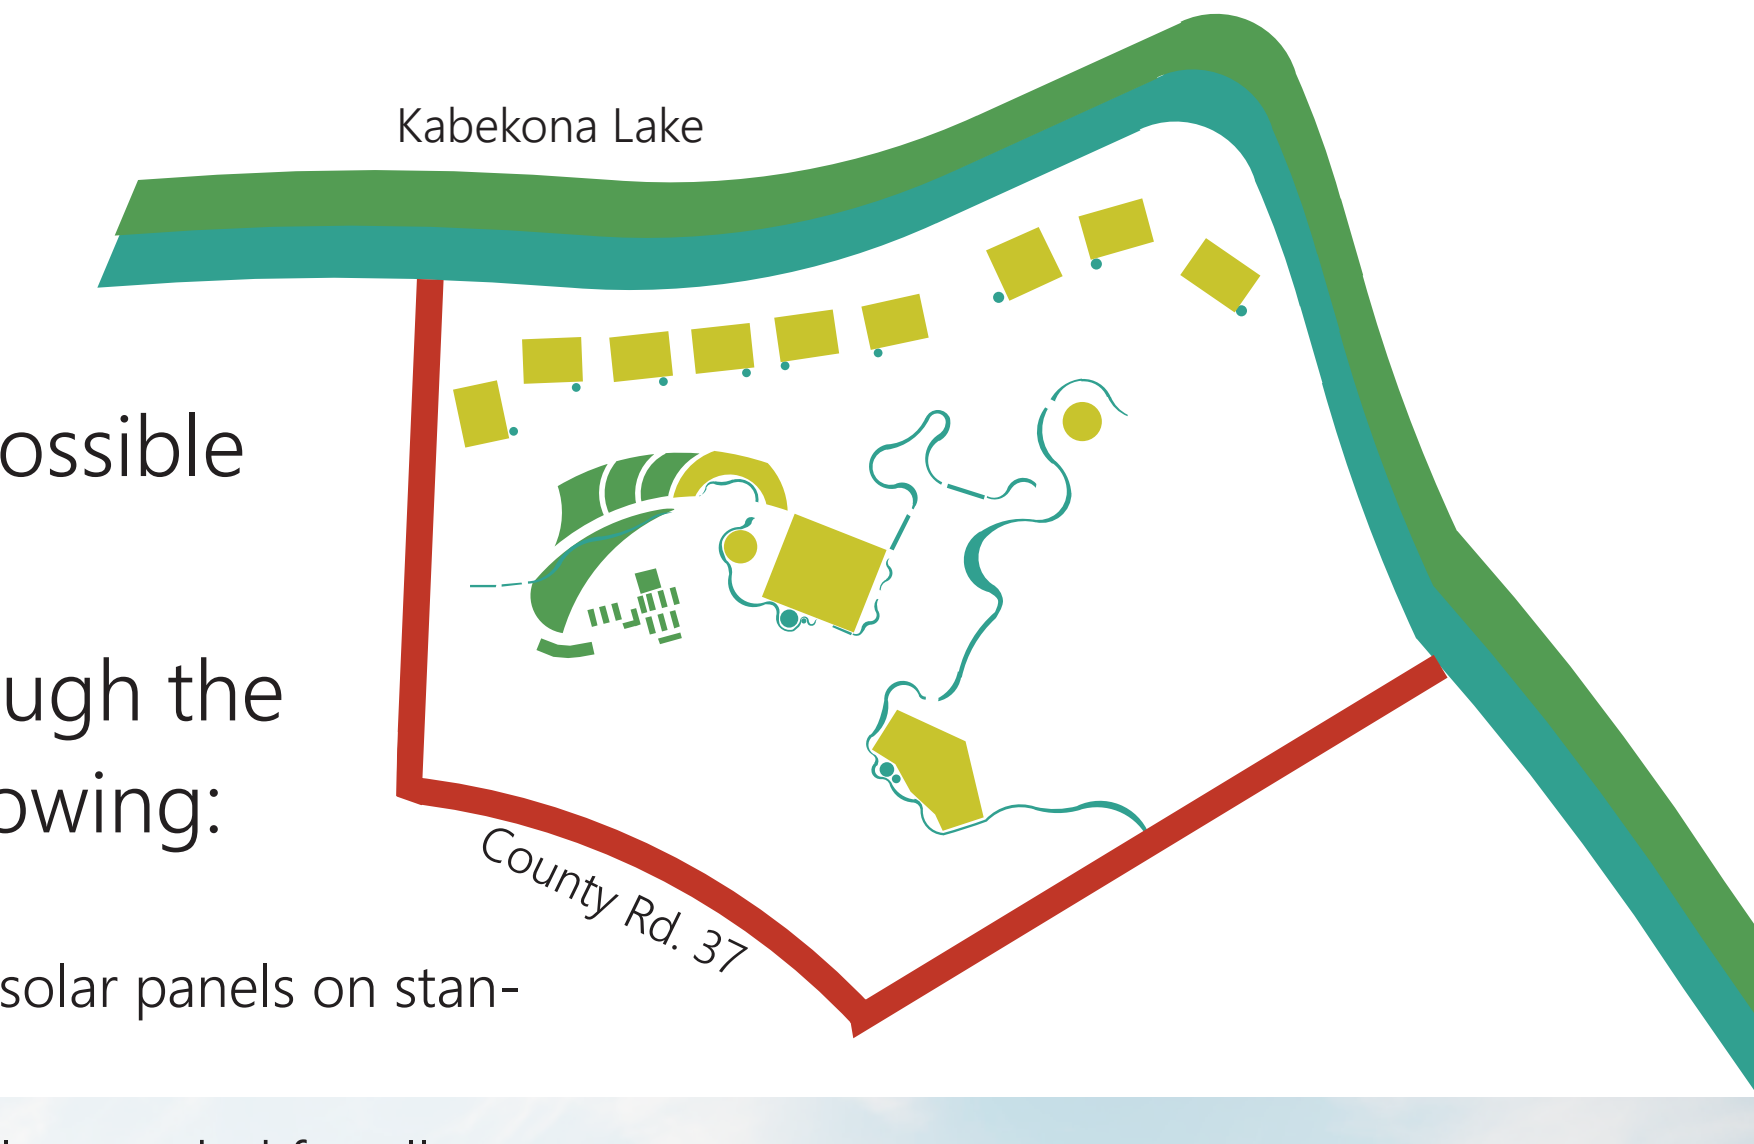 Kabekona Lake
ossible
ugh the
owing:
County Rd. 37
solar panels on stan-